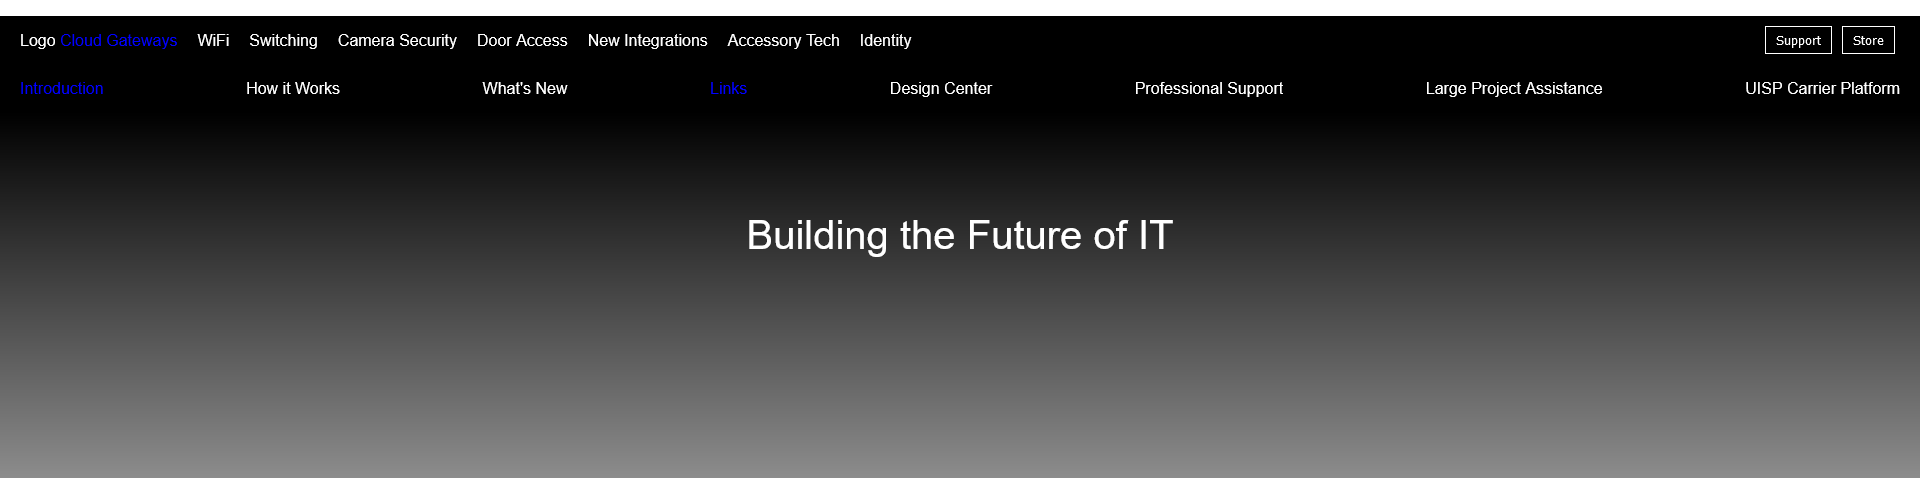 Logo Cloud Gateways WiFi Switching Camera Security Door Access New Integrations Accessory Tech Identity Support Store
Introduction How it Works What's New Links Design Center Professional Support Large Project Assistance UISP Carrier Platform
Building the Future of IT